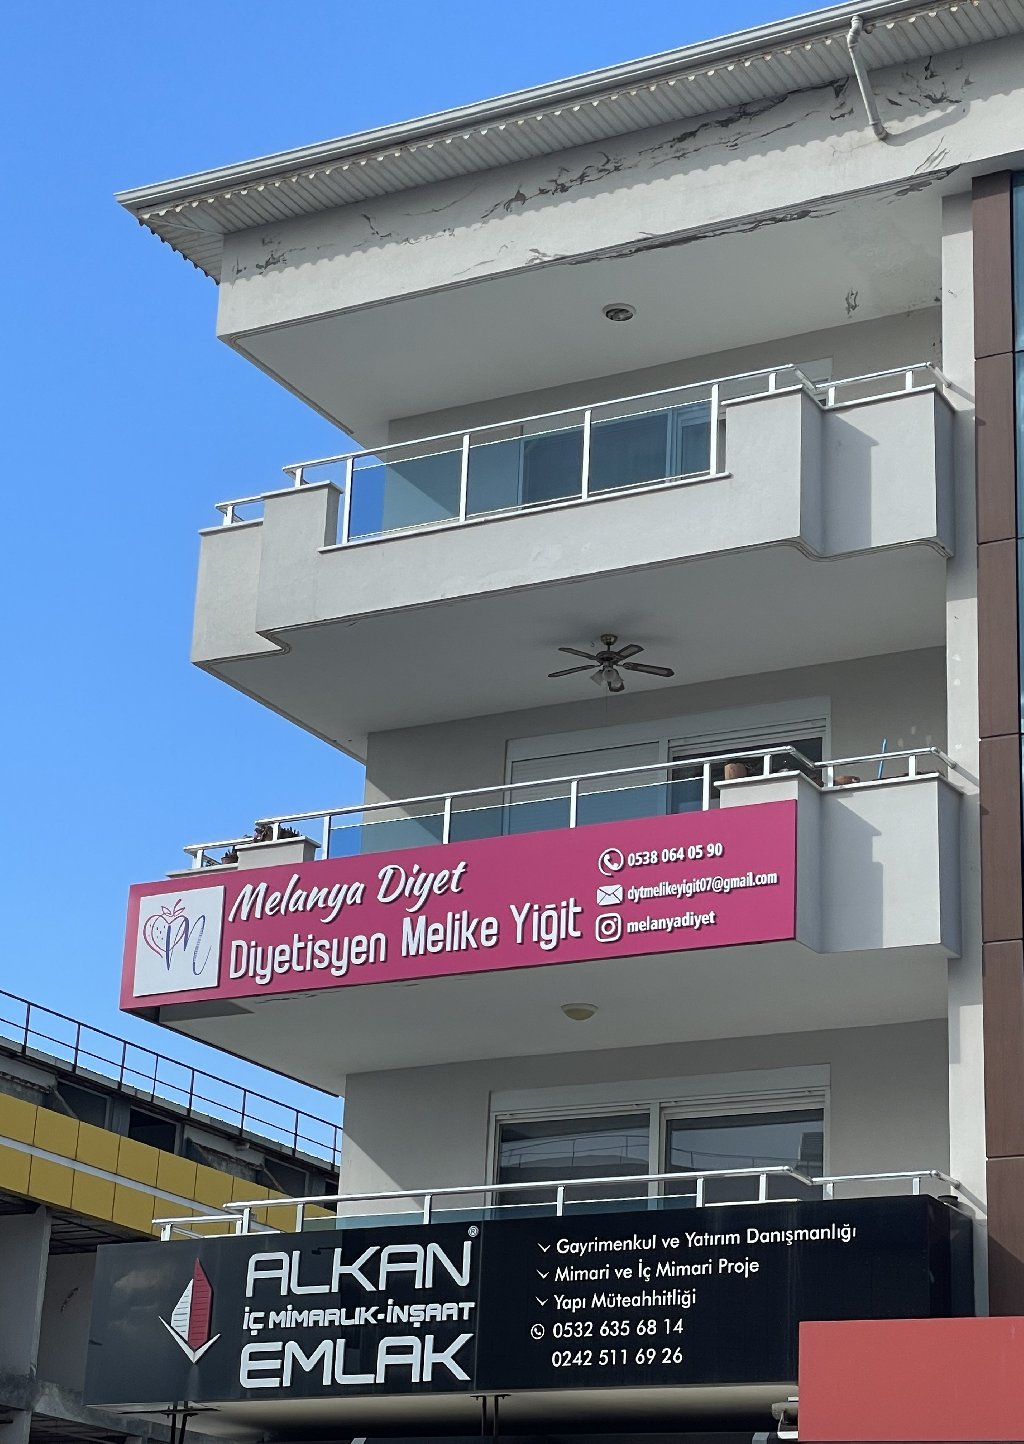 Melanya Diyet
Diyetisyen Melike Yiğit
0538 064 05 90
dytmelikeyigit07@gmail.com
melanyadiyet
M
ALKAN®
İÇ MİMARLIK-İNŞAAT
EMLAK
Gayrimenkul ve Yatırım Danışmanlığı
Mimari ve İç Mimari Proje
Yapı Müteahhitliği
0532 635 68 14
0242 511 69 26